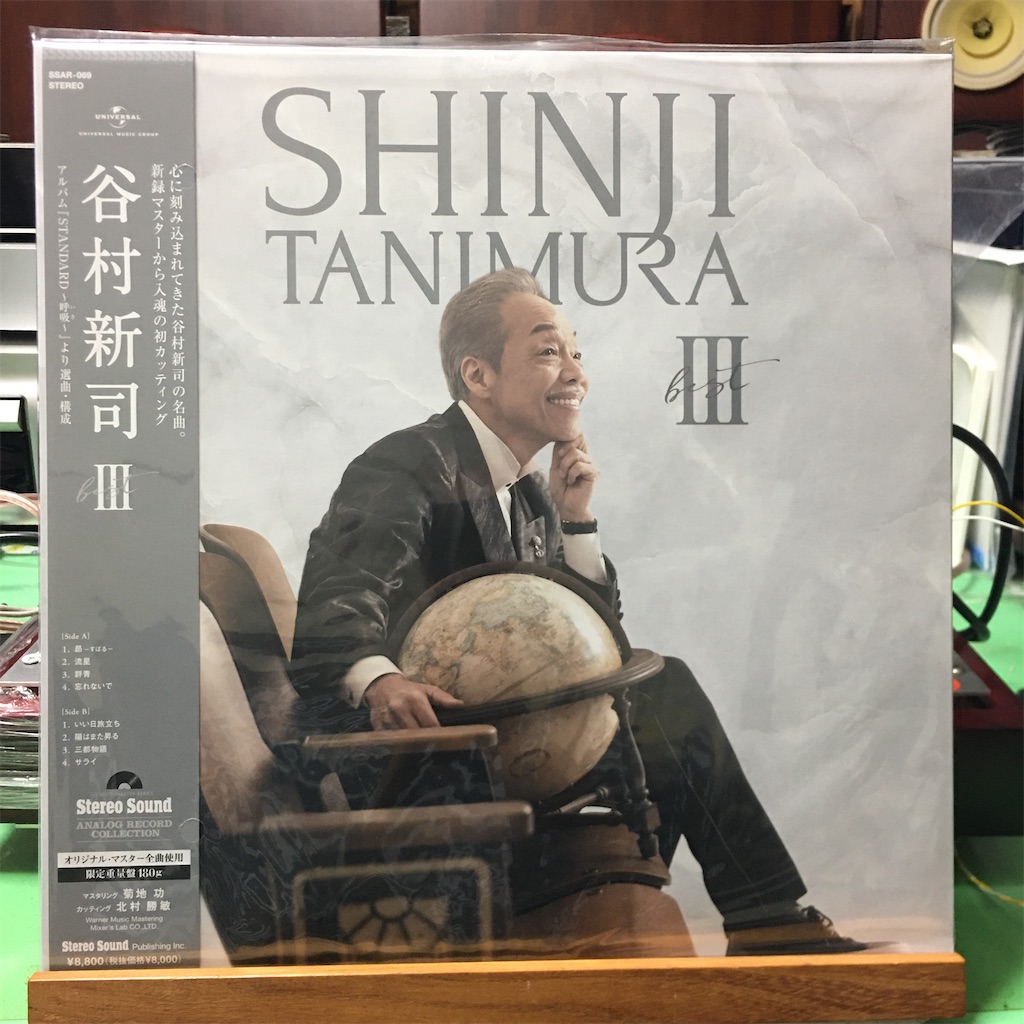 SSAR-069
STEREO
UNIVERSAL
UNIVERSAL MUSIC GROUP
心に刻み込まれてきた谷村新司の名曲。
新録マスターから入魂の初カッティング
谷村新司
アルバム『STANDARD～呼吸～』より選曲・構成
best III
[Side A]
1. 昴 ーすばるー
2. 流星
3. 群青
4. 忘れないで
[Side B]
1. いい日旅立ち
2. 陽はまた昇る
3. 三都物語
4. サライ
Stereo Sound
ANALOG RECORD
COLLECTION
オリジナル・マスター全曲使用
限定重量盤180g
マスタリング 菊地 功
カッティング 北村 勝敏
Warner Music Mastering
Mixer's Lab CO.,LTD.
Stereo Sound Publishing Inc.
¥8,800(税抜価格¥8,000)
SHINJI
TANIMURA
best III